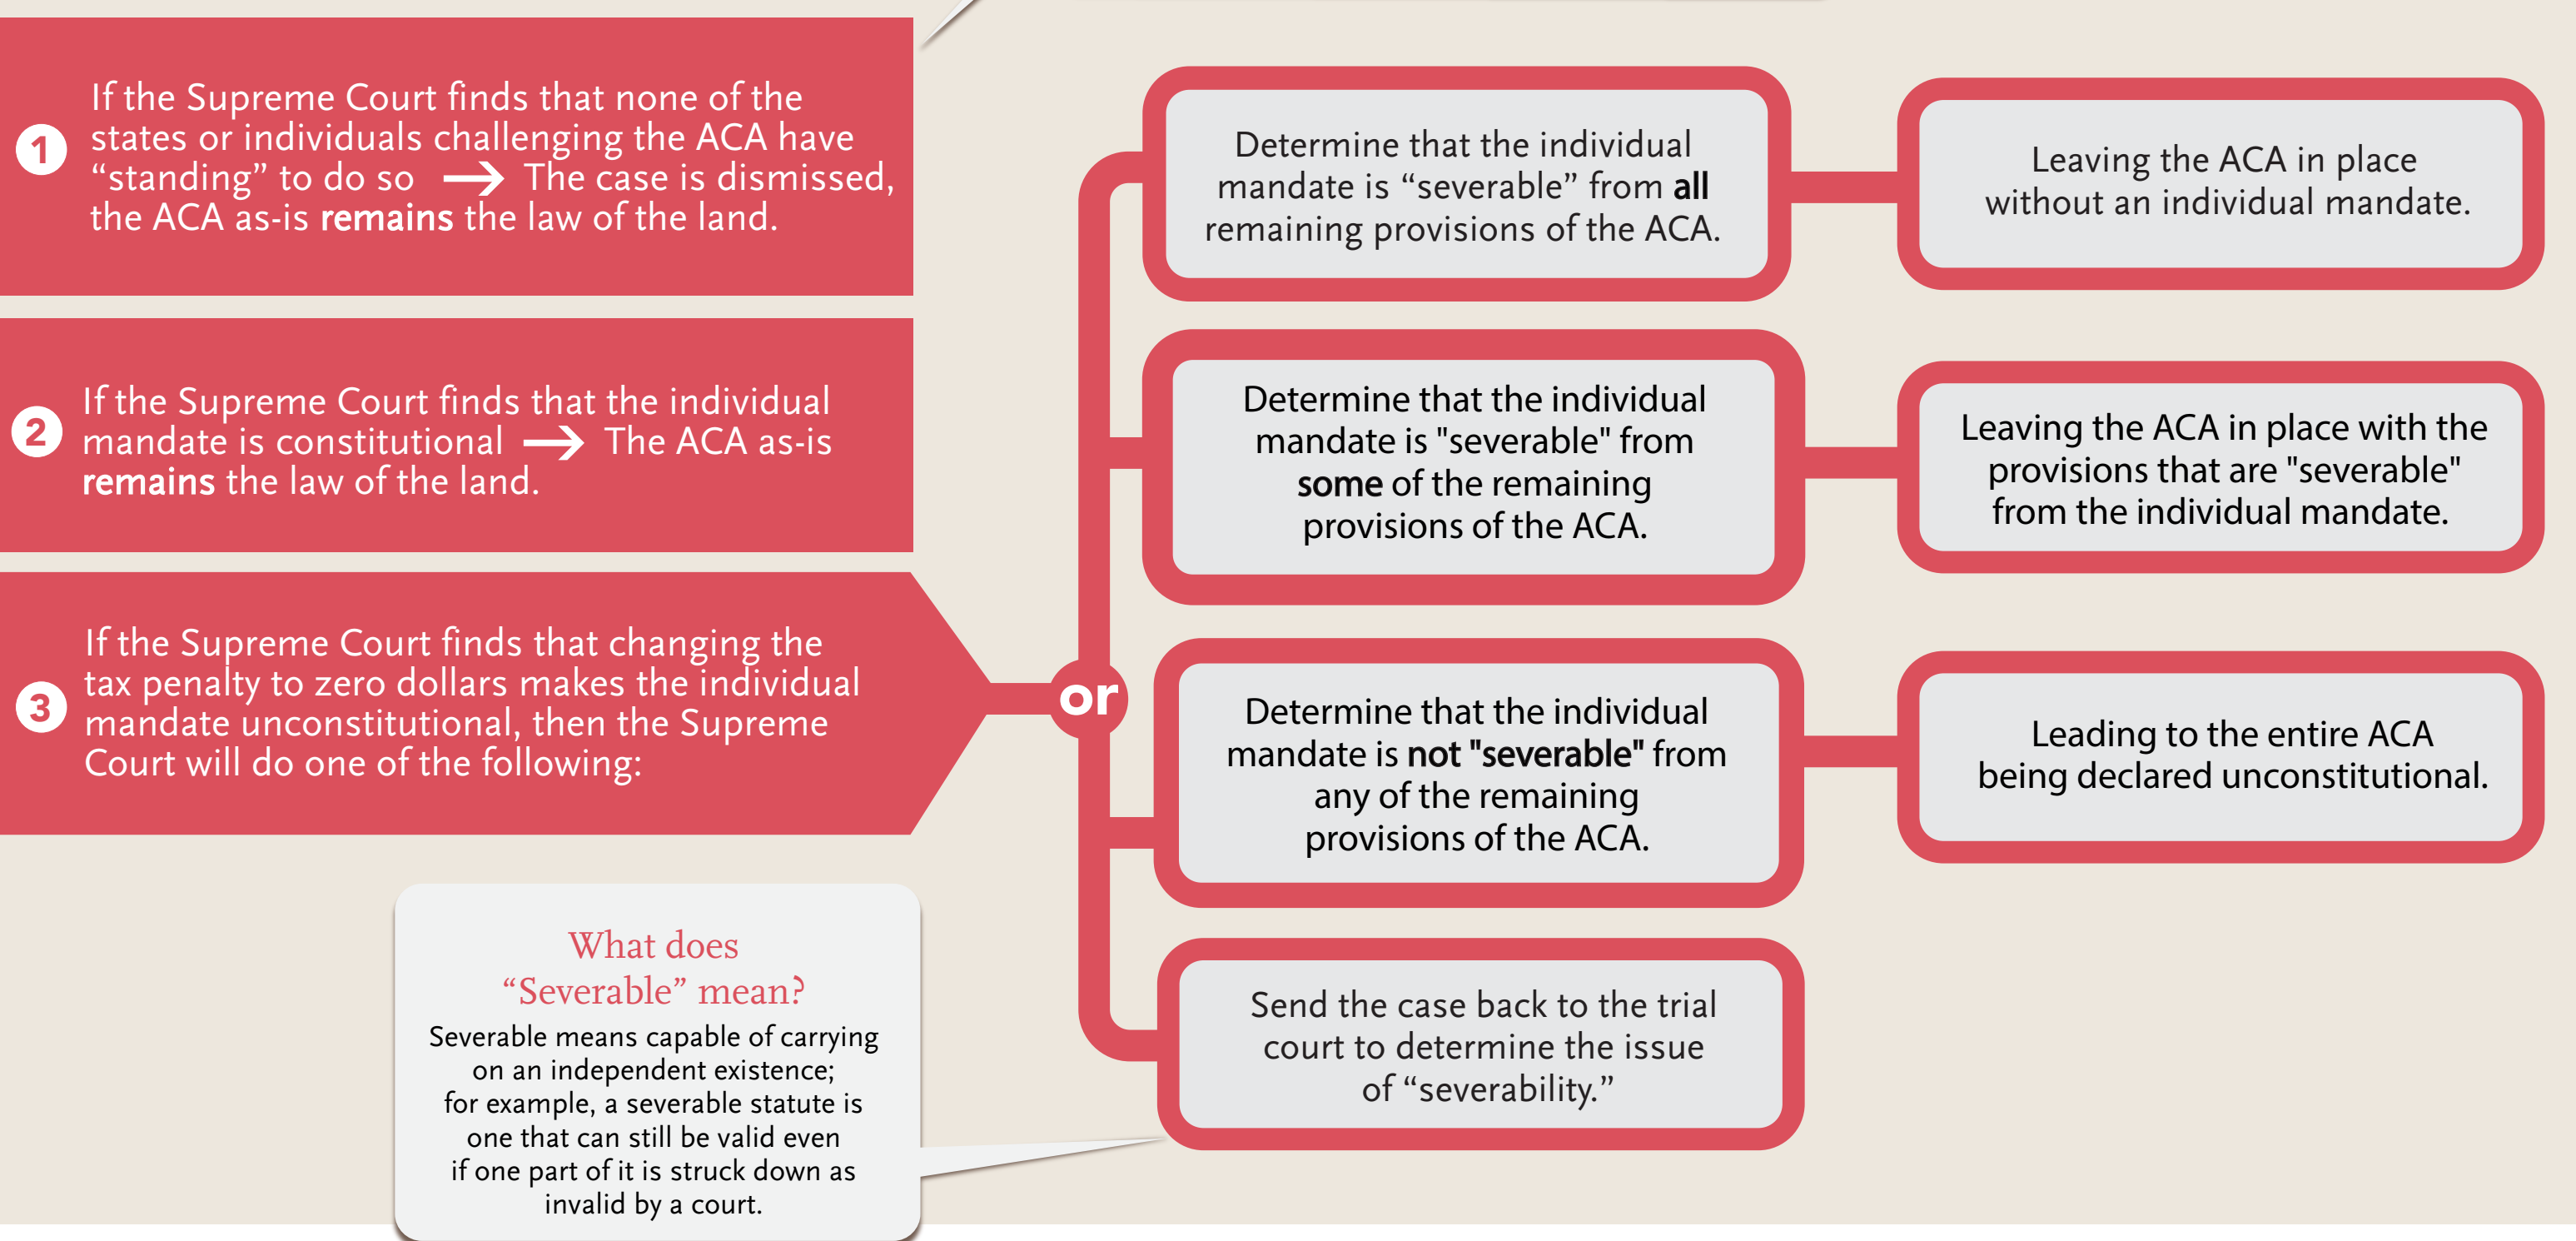 1
If the Supreme Court finds that none of the
states or individuals challenging the ACA have
“standing” to do so → The case is dismissed,
the ACA as-is remains the law of the land.
2
If the Supreme Court finds that the individual
mandate is constitutional → The ACA as-is
remains the law of the land.
3
If the Supreme Court finds that changing the
tax penalty to zero dollars makes the individual
mandate unconstitutional, then the Supreme
Court will do one of the following:
or
Determine that the individual
mandate is “severable” from all
remaining provisions of the ACA.
Leaving the ACA in place
without an individual mandate.
Determine that the individual
mandate is "severable" from
some of the remaining
provisions of the ACA.
Leaving the ACA in place with the
provisions that are "severable"
from the individual mandate.
Determine that the individual
mandate is not "severable" from
any of the remaining
provisions of the ACA.
Leading to the entire ACA
being declared unconstitutional.
Send the case back to the trial
court to determine the issue
of “severability.”
What does
“Severable” mean?
Severable means capable of carrying
on an independent existence;
for example, a severable statute is
one that can still be valid even
if one part of it is struck down as
invalid by a court.